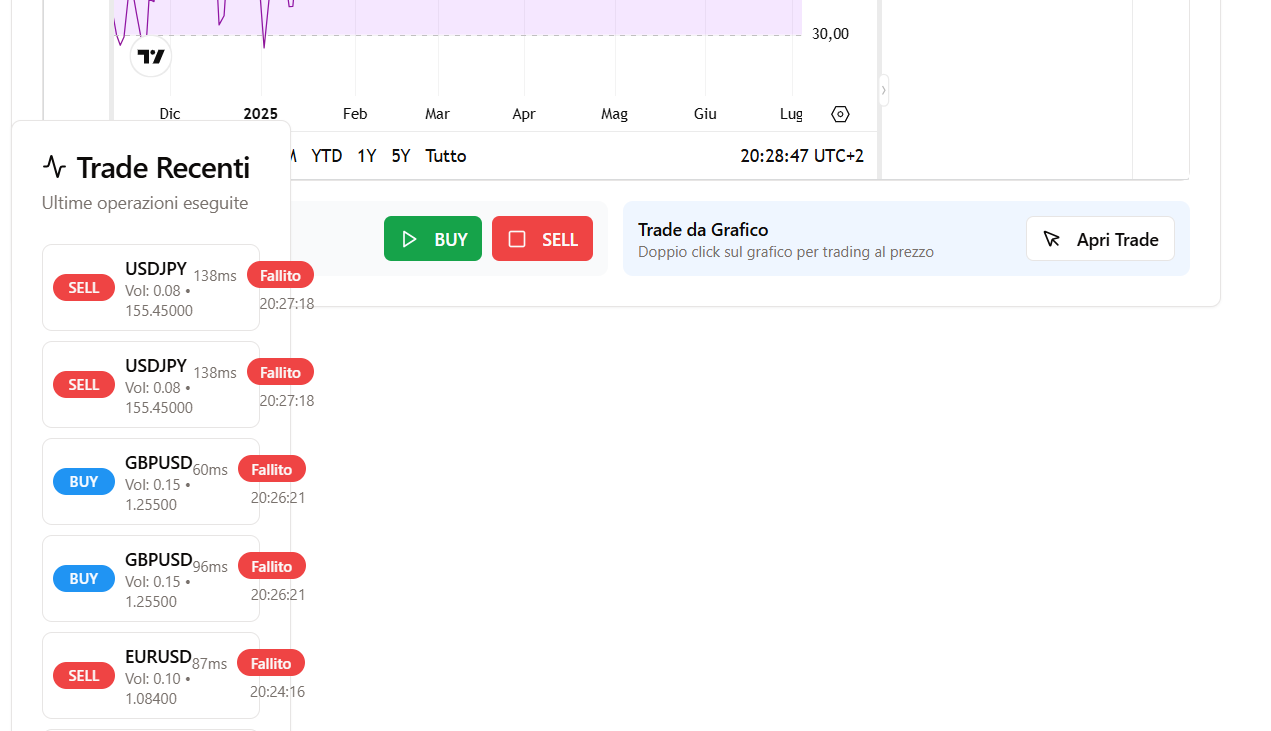 30,00
Dic 2025 Feb Mar Apr Mag Giu Lug
YTD 1Y 5Y Tutto 20:28:47 UTC+2
Trade Recenti
Ultime operazioni eseguite
BUY SELL
Trade da Grafico
Doppio click sul grafico per trading al prezzo
Apri Trade
SELL USDJPY 138ms Fallito
Vol: 0.08 •
155.45000 20:27:18
SELL USDJPY 138ms Fallito
Vol: 0.08 •
155.45000 20:27:18
BUY GBPUSD 60ms Fallito
Vol: 0.15 •
1.25500 20:26:21
BUY GBPUSD 96ms Fallito
Vol: 0.15 •
1.25500 20:26:21
SELL EURUSD 87ms Fallito
Vol: 0.10 •
1.08400 20:24:16